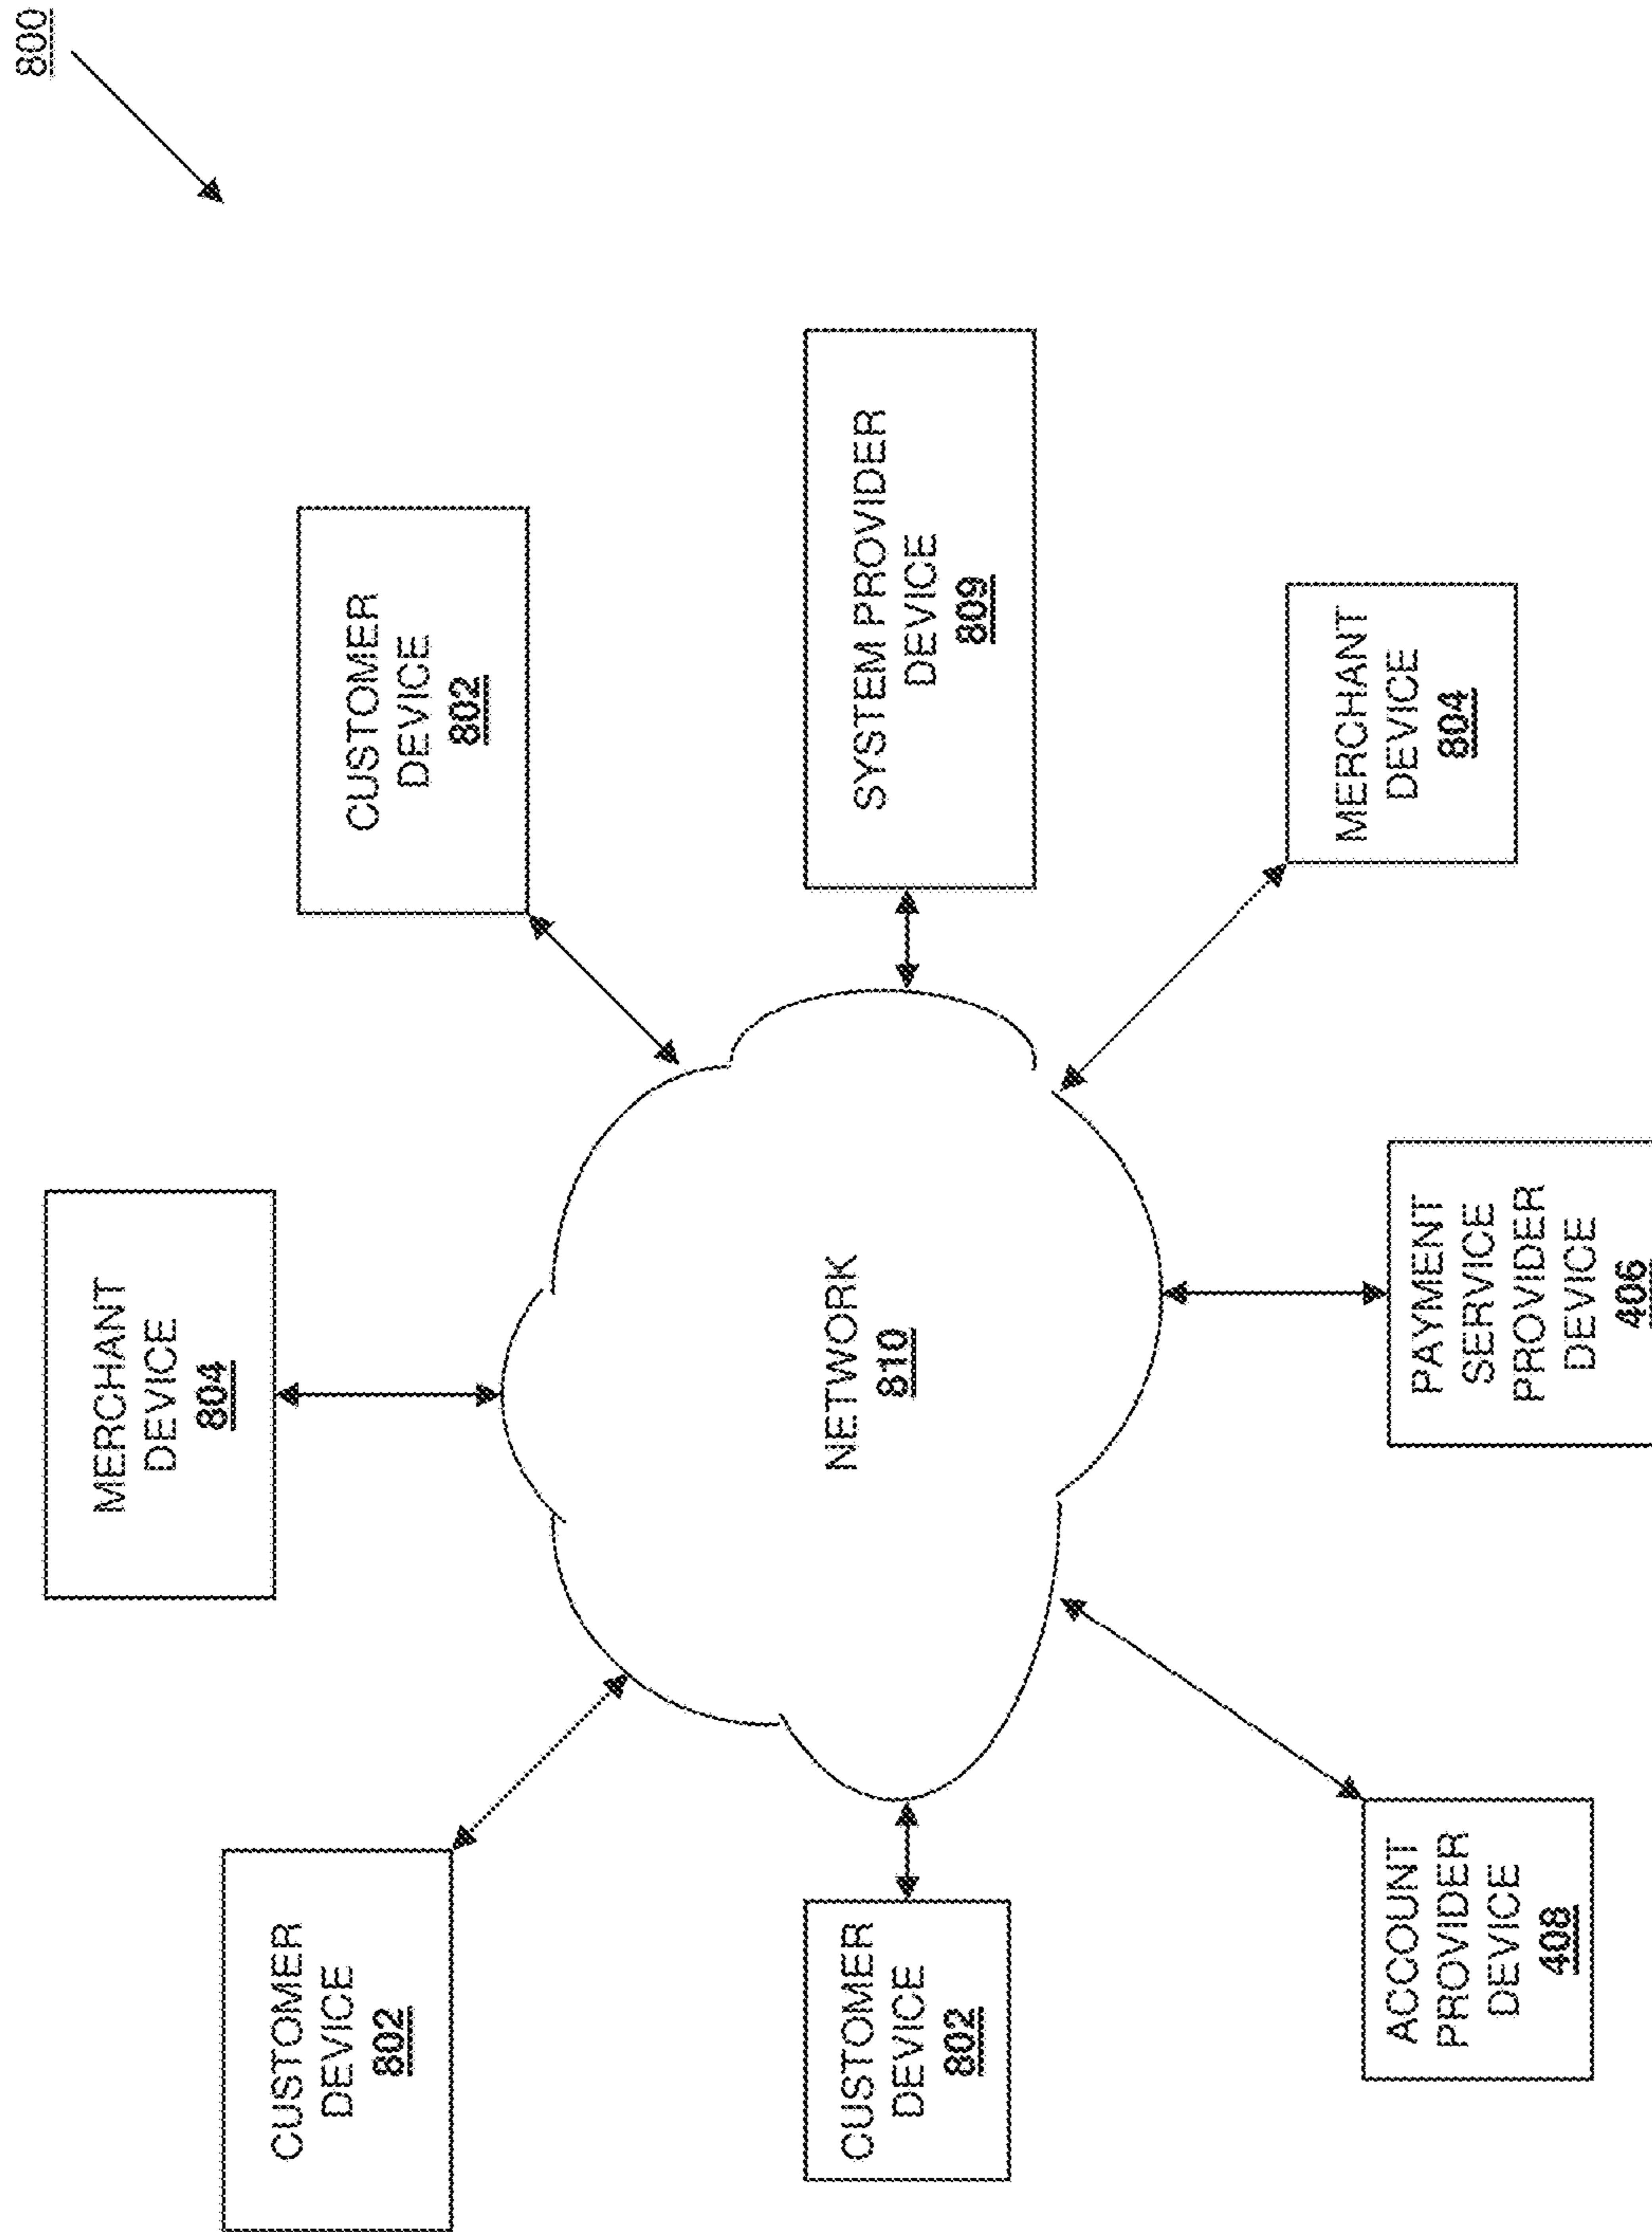 800
MERCHANT
DEVICE
804
CUSTOMER
DEVICE
802
CUSTOMER
DEVICE
802
CUSTOMER
DEVICE
802
NETWORK
810
SYSTEM PROVIDER
DEVICE
809
ACCOUNT
PROVIDER
DEVICE
408
PAYMENT
SERVICE
PROVIDER
DEVICE
406
MERCHANT
DEVICE
804